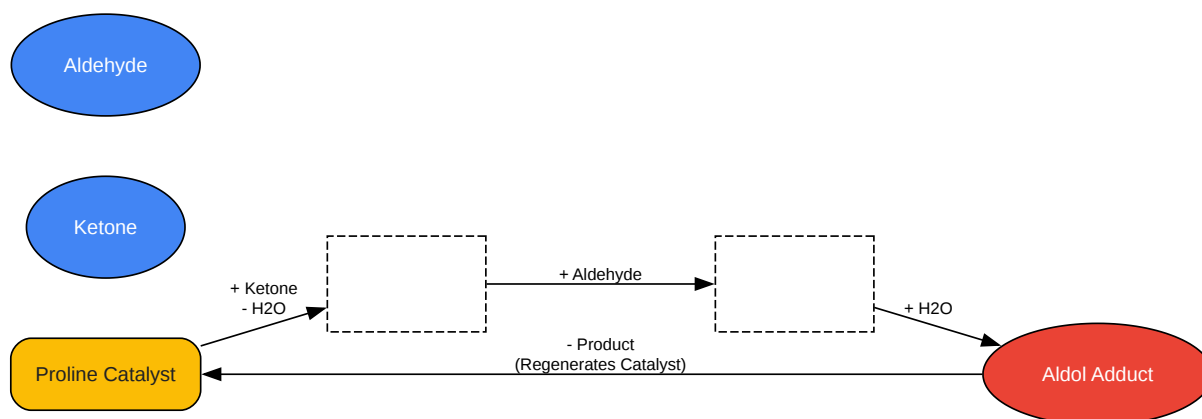 Aldehyde
Ketone
+ Ketone
- H2O
+ Aldehyde
+ H2O
Proline Catalyst
- Product
(Regenerates Catalyst)
Aldol Adduct